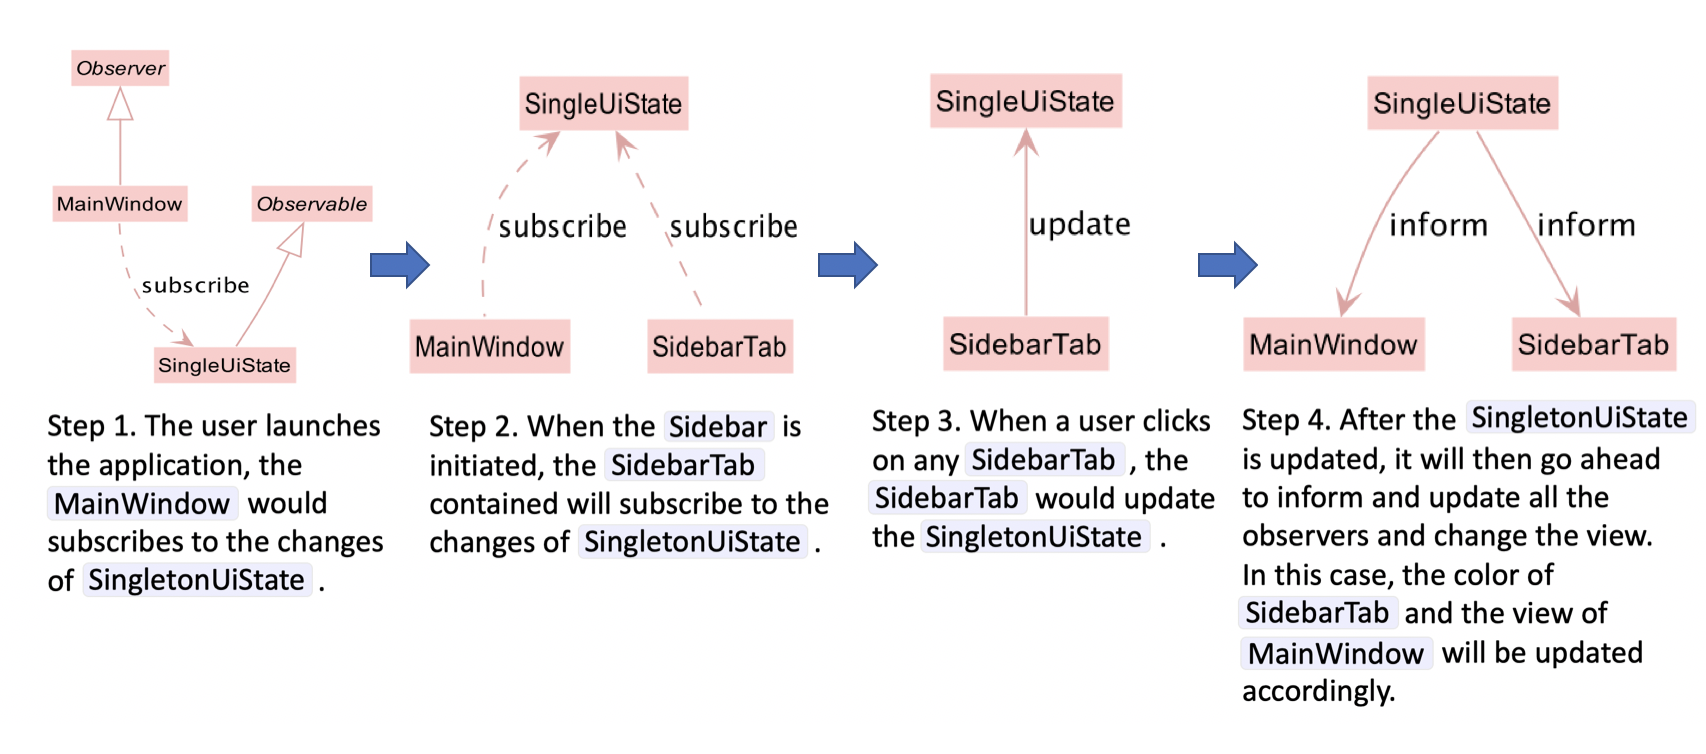 Observer
MainWindow
Observable
subscribe
SingleUiState
Step 1. The user launches
the application, the
MainWindow would
subscribes to the changes
of SingletonUiState .
SingleUiState
subscribe
subscribe
MainWindow
SidebarTab
Step 2. When the Sidebar is
initiated, the SidebarTab
contained will subscribe to the
changes of SingletonUiState .
SingleUiState
update
SidebarTab
Step 3. When a user clicks
on any SidebarTab , the
SidebarTab would update
the SingletonUiState .
SingleUiState
inform
inform
MainWindow
SidebarTab
Step 4. After the SingletonUiState
is updated, it will then go ahead
to inform and update all the
observers and change the view.
In this case, the color of
SidebarTab and the view of
MainWindow will be updated
accordingly.